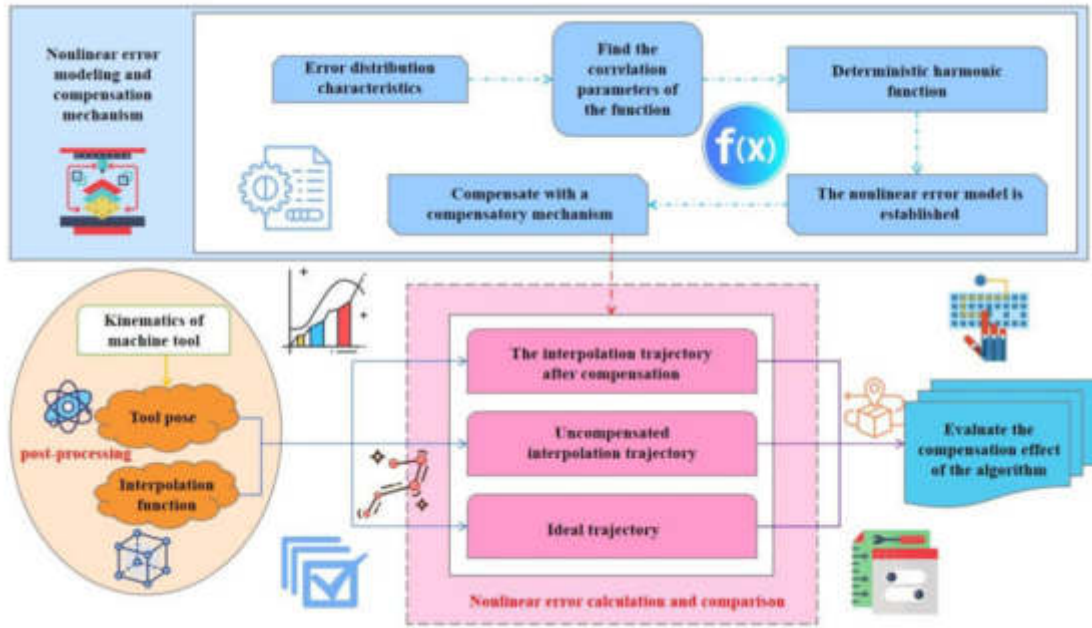 Nonlinear error
modeling and
compensation
mechanism
Error distribution
characteristics
Find the
correlation
parameters of
the function
Deterministic harmonic
function
f(x)
Compensate with a
compensatory mechanism
The nonlinear error model is
established
Kinematics of
machine tool
Tool pose
post-processing
Interpolation
function
The interpolation trajectory
after compensation
Uncompensated
interpolation trajectory
Ideal trajectory
Nonlinear error calculation and comparison
Evaluate the
compensation effect
of the algorithm